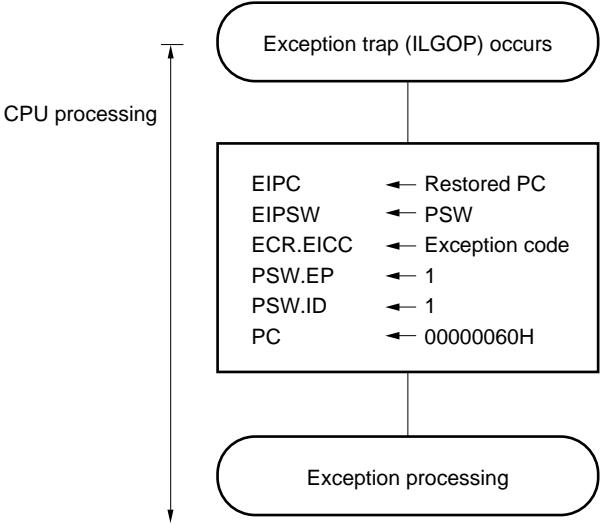 Exception trap (ILGOP) occurs
CPU processing
EIPC ← Restored PC
EIPSW ← PSW
ECR.EICC ← Exception code
PSW.EP ← 1
PSW.ID ← 1
PC ← 00000060H
Exception processing